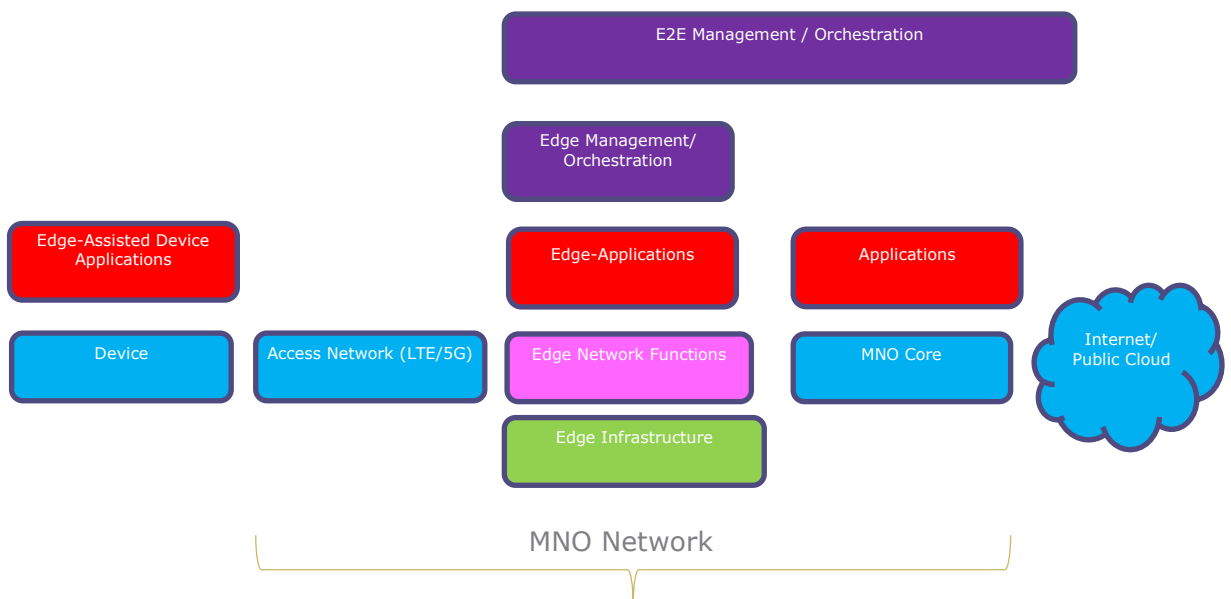 E2E Management / Orchestration
Edge Management/
Orchestration
Edge-Assisted Device
Applications
Edge-Applications
Applications
Device
Access Network (LTE/5G)
Edge Network Functions
MNO Core
Internet/
Public Cloud
Edge Infrastructure
MNO Network